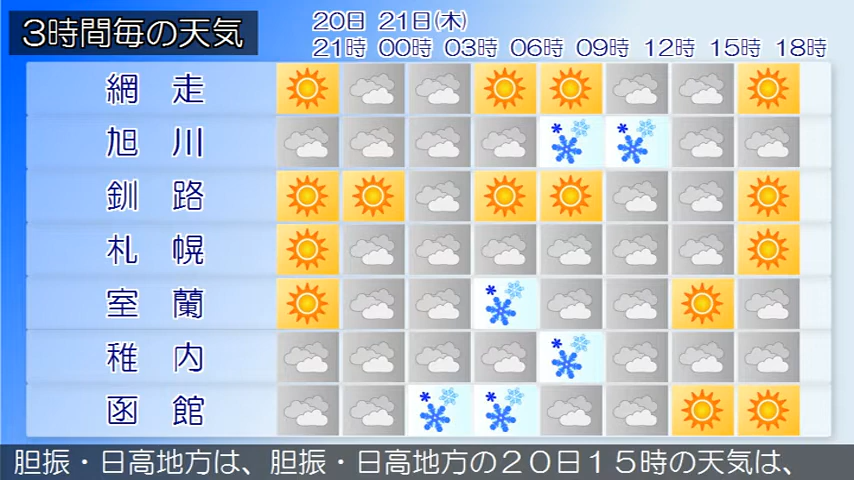 3時間毎の天気
20日 21日(木)
21時 00時 03時 06時 09時 12時 15時 18時
網走
旭川
釧路
札幌
室蘭
稚内
函館
胆振・日高地方は、胆振・日高地方の20日15時の天気は、